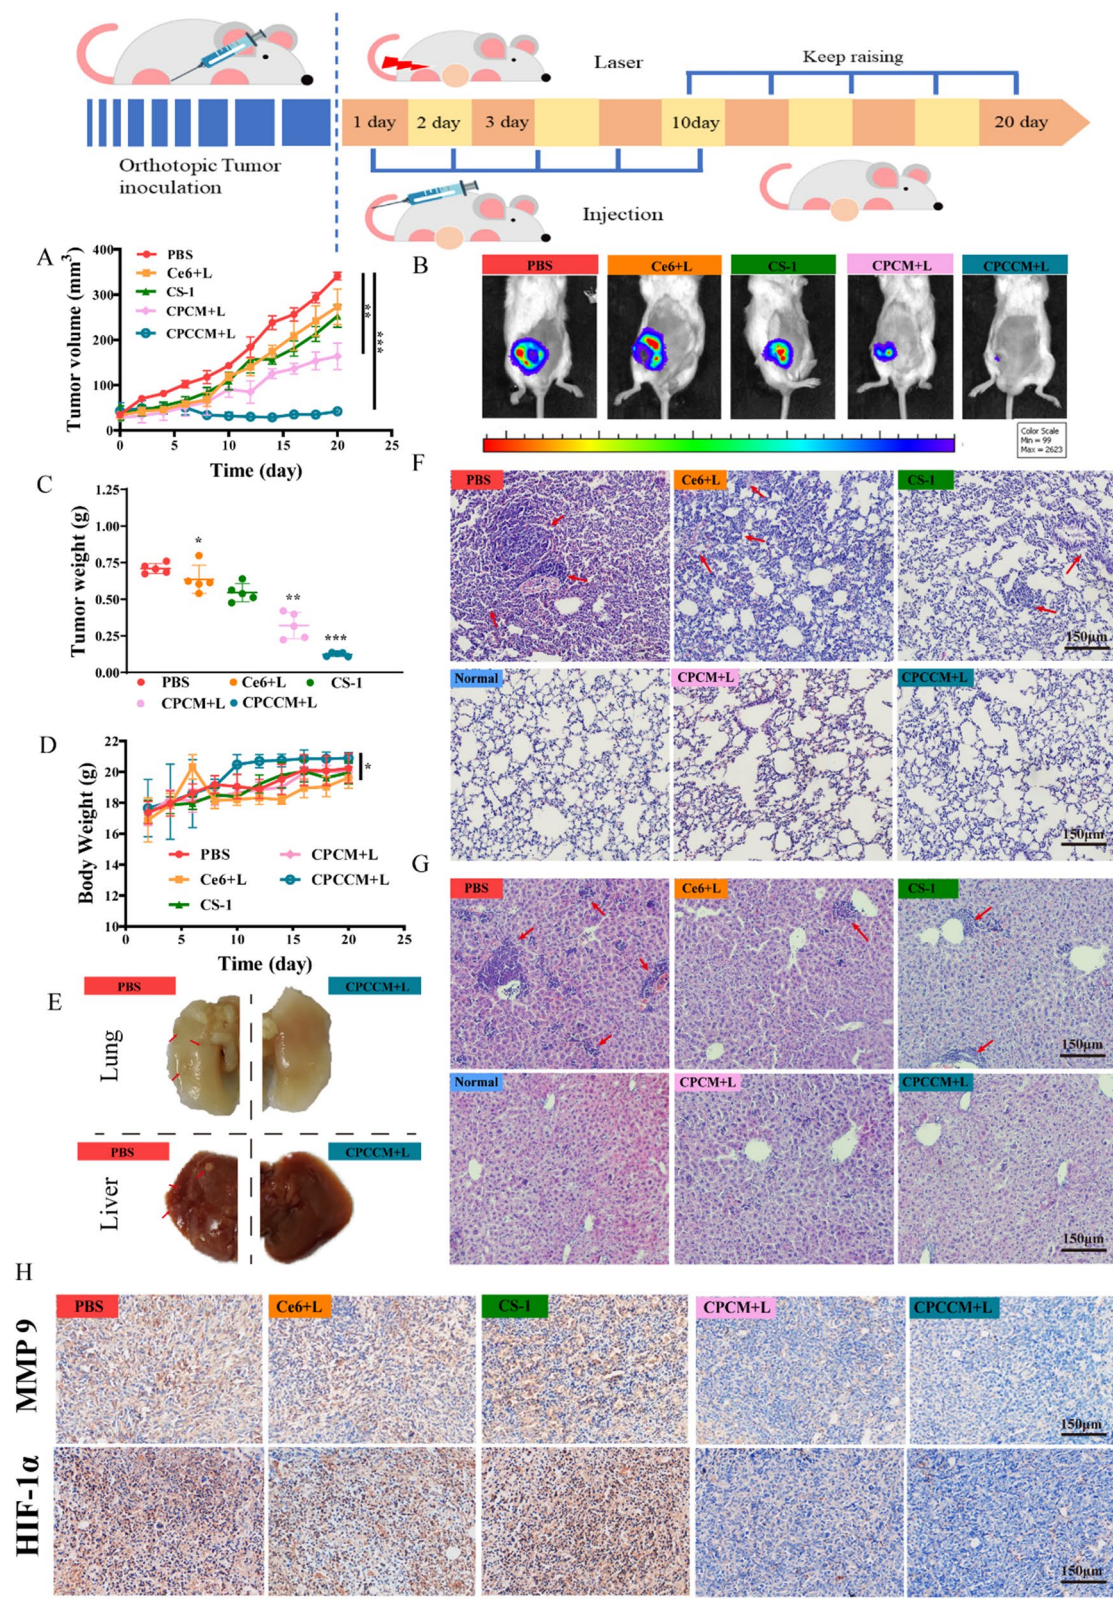 Laser
Keep raising
1 day
2 day
3 day
10day
20 day
Orthotopic Tumor
inoculation
Injection
A
Tumor volume (mm³)
400
300
200
100
0
0
5
10
15
20
25
Time (day)
PBS
Ce6+L
CS-1
CPCM+L
CPCCM+L
**
***
B
PBS
Ce6+L
CS-1
CPCM+L
CPCCM+L
Color Scale
Min = 99
Max = 2623
C
Tumor weight (g)
1.25
1.00
0.75
0.50
0.25
0.00
*
**
***
PBS
Ce6+L
CS-1
CPCM+L
CPCCM+L
D
Body Weight (g)
22
20
18
16
14
12
10
0
5
10
15
20
25
Time (day)
*
PBS
CPCM+L
Ce6+L
CPCCM+L
CS-1
E
PBS
CPCCM+L
Lung
PBS
CPCCM+L
Liver
F
PBS
Ce6+L
CS-1
150μm
Normal
CPCM+L
CPCCM+L
150μm
G
PBS
Ce6+L
CS-1
150μm
Normal
CPCM+L
CPCCM+L
150μm
H
PBS
Ce6+L
CS-1
CPCM+L
CPCCM+L
MMP 9
150μm
HIF-1α
150μm